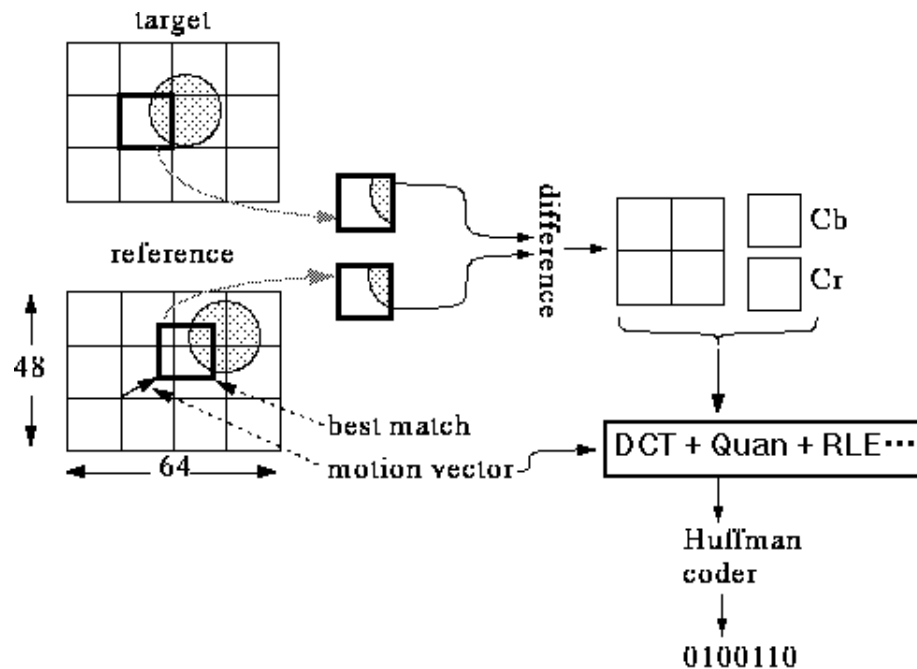 target
reference
difference
Cb
Cr
48
64
best match
motion vector
DCT + Quan + RLE···
Huffman
coder
0100110